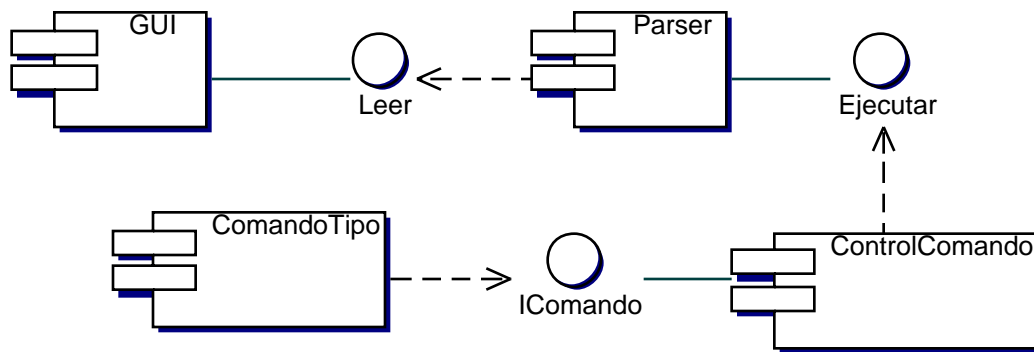 GUI
Parser
Leer
Ejecutar
ComandoTipo
ControlComando
IComando